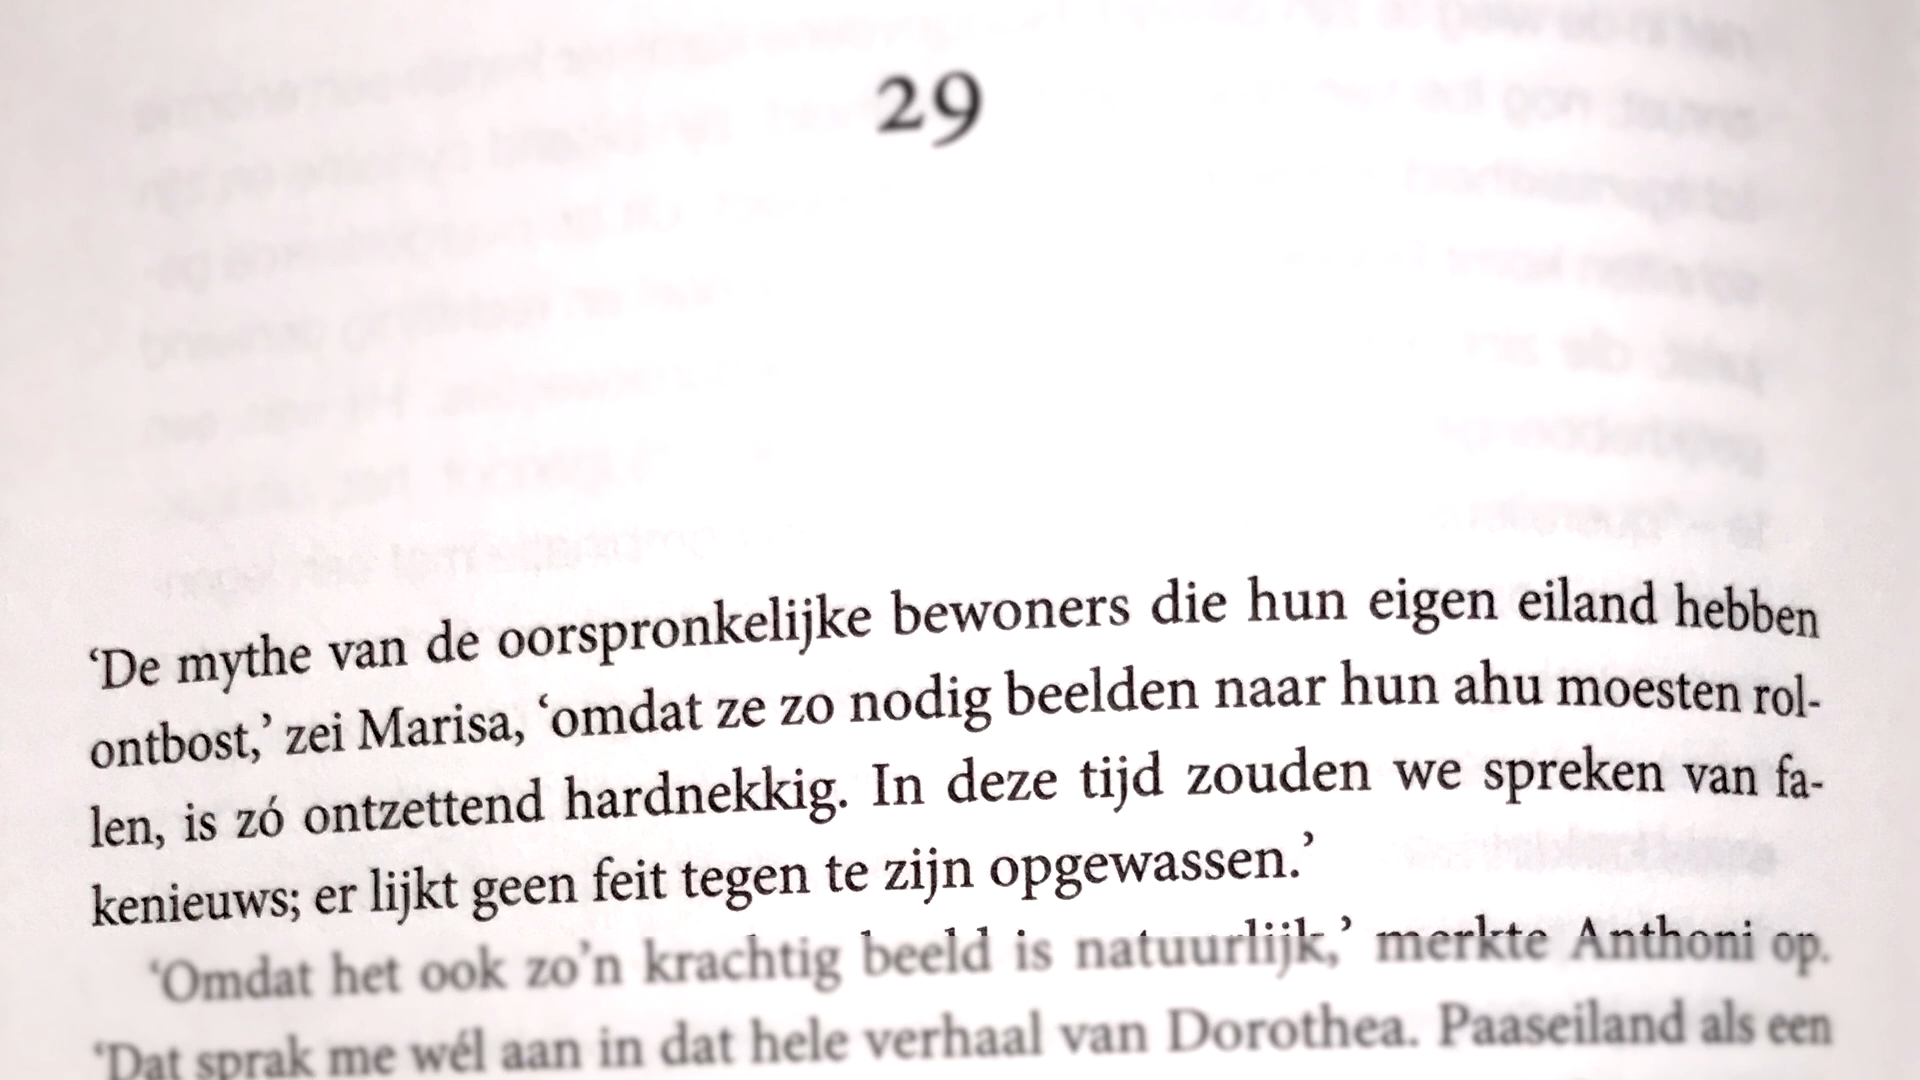 29
‘De mythe van de oorspronkelijke bewoners die hun eigen eiland hebben
ontbost,’ zei Marisa, ‘omdat ze zo nodig beelden naar hun ahu moesten rol-
len, is zó ontzettend hardnekkig. In deze tijd zouden we spreken van fa-
kenieuws; er lijkt geen feit tegen te zijn opgewassen.’
‘Omdat het ook zo’n krachtig beeld is natuurlijk,’ merkte Anthoni op.
‘Dat sprak me wél aan in dat hele verhaal van Dorothea. Paaseiland als een